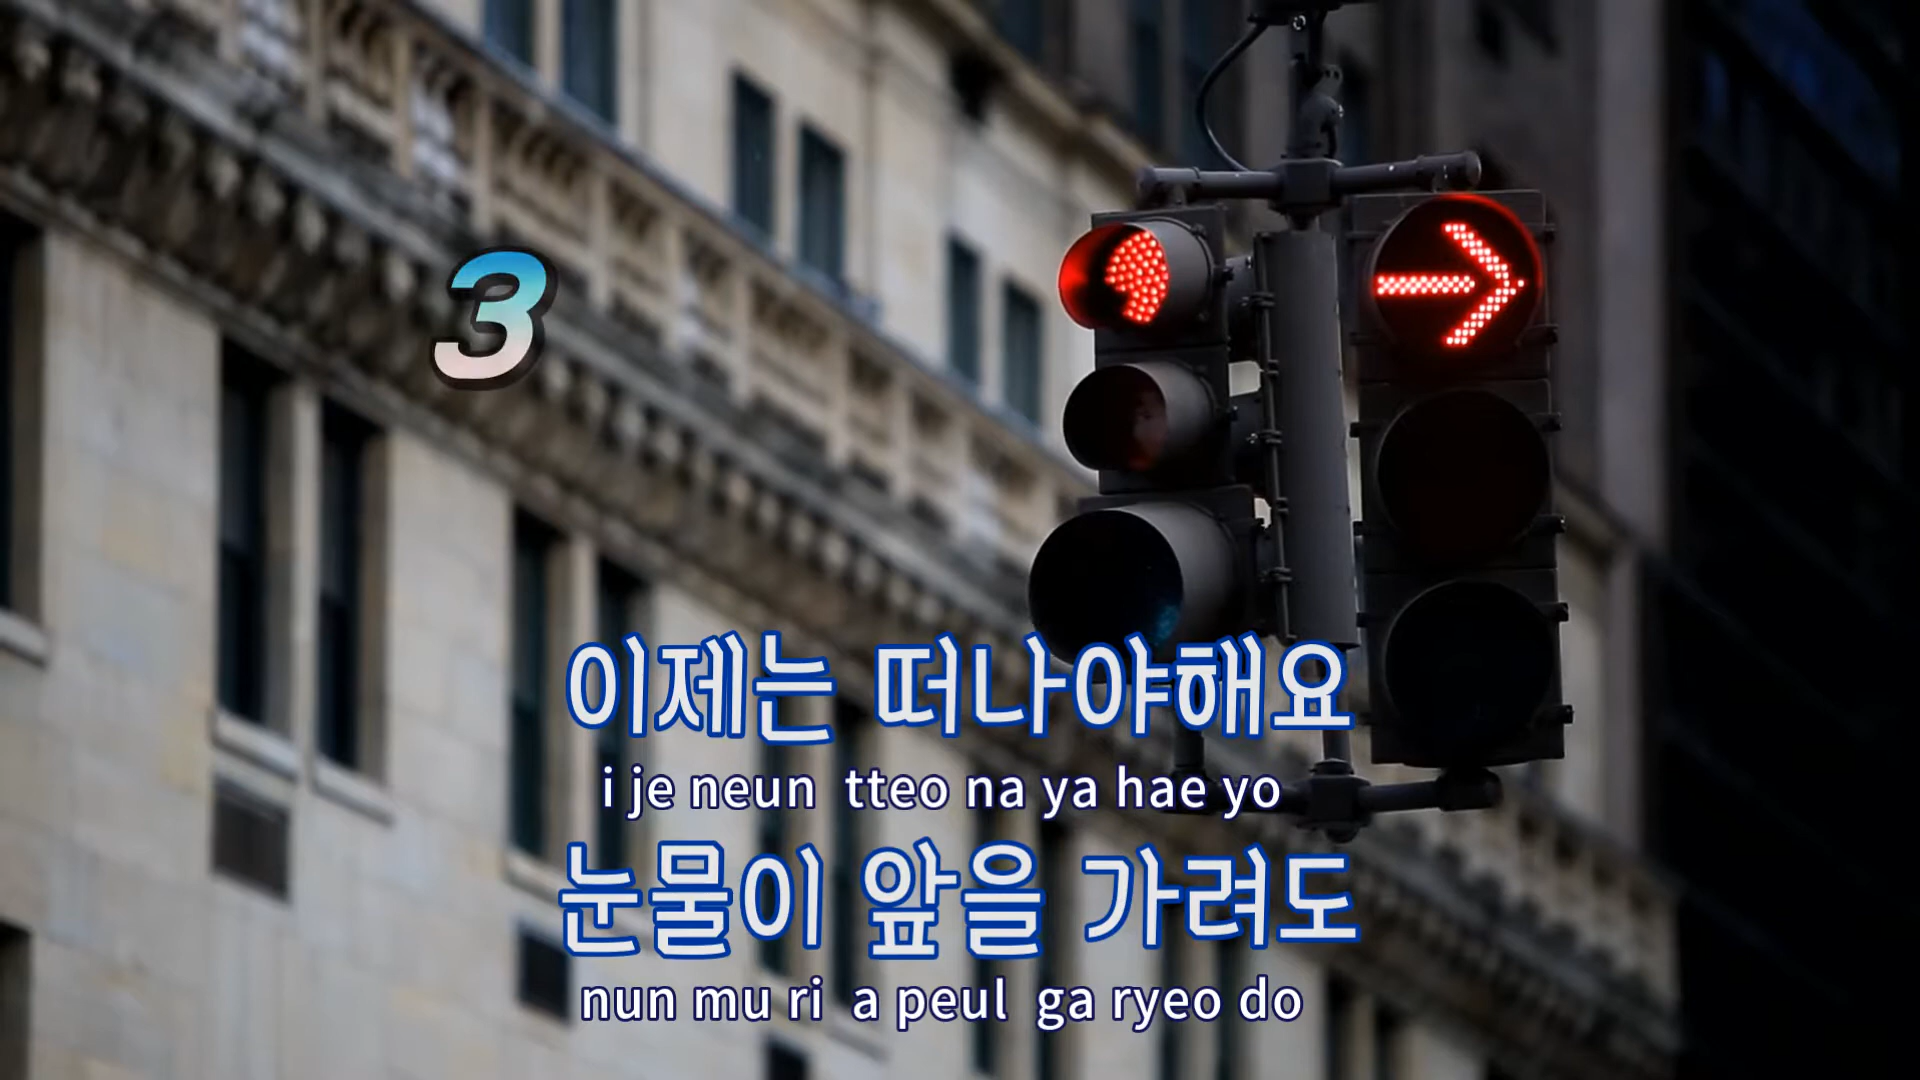 3
이제는 떠나야해요
i je neun tteo na ya hae yo
눈물이 앞을 가려도
nun mu ri a peul ga ryeo do